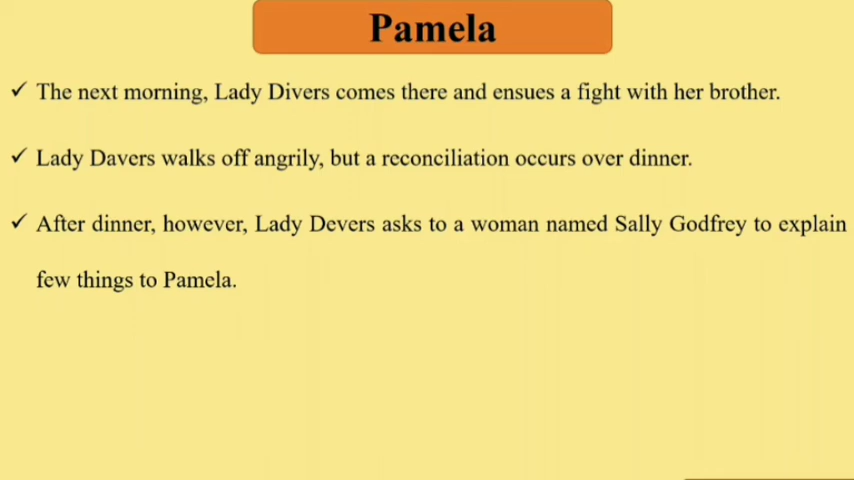 Pamela
✓ The next morning, Lady Divers comes there and ensues a fight with her brother.
✓ Lady Davers walks off angrily, but a reconciliation occurs over dinner.
✓ After dinner, however, Lady Devers asks to a woman named Sally Godfrey to explain
few things to Pamela.